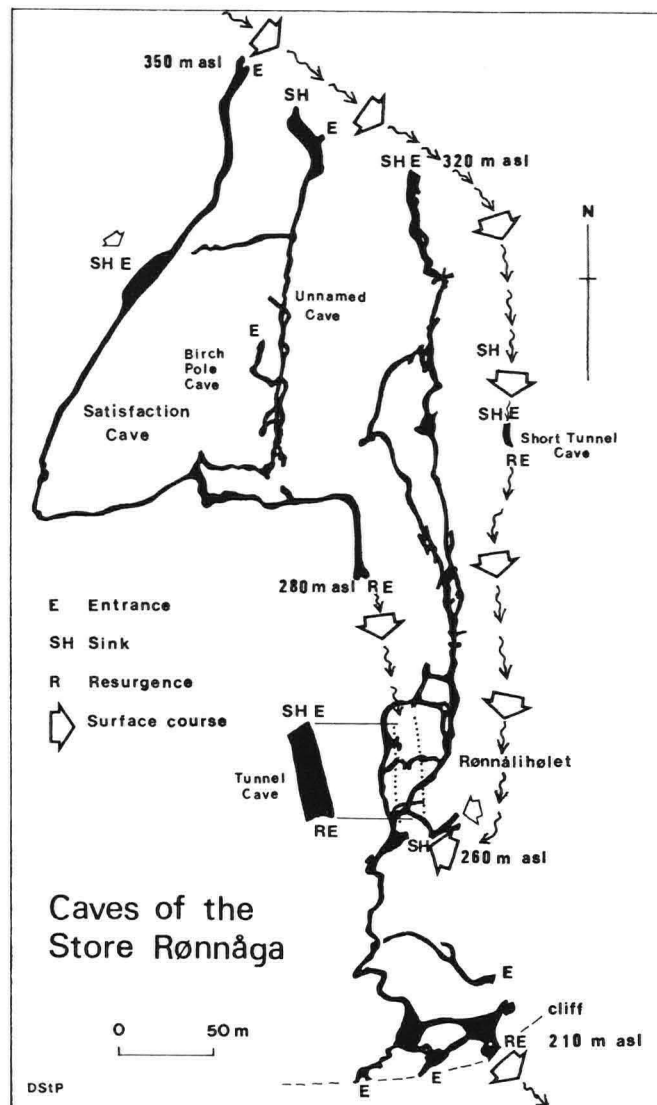 350 m asl
E
SH
E
SH E 320 m asl
N
SH E
Unnamed
Cave
SH
E
Birch
Pole
Cave
SH E
Short Tunnel
Cave
RE
Satisfaction
Cave
280 m asl RE
E Entrance
SH Sink
R Resurgence
Surface course
SH E
Tunnel
Cave
RE
Rønnålihølet
SH
260 m asl
Caves of the
Store Rønnåga
E
cliff
0 50 m
RE 210 m asl
E
E
DStP